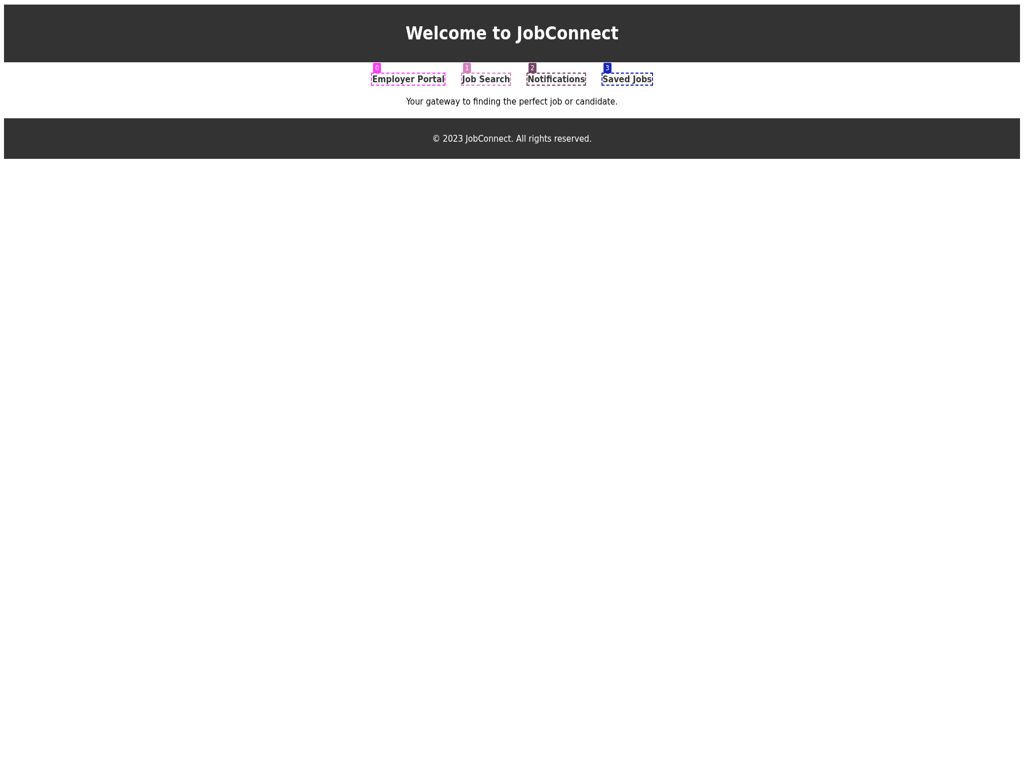 Welcome to JobConnect
0 1 2 3
Employer Portal Job Search Notifications Saved Jobs
Your gateway to finding the perfect job or candidate.
© 2023 JobConnect. All rights reserved.